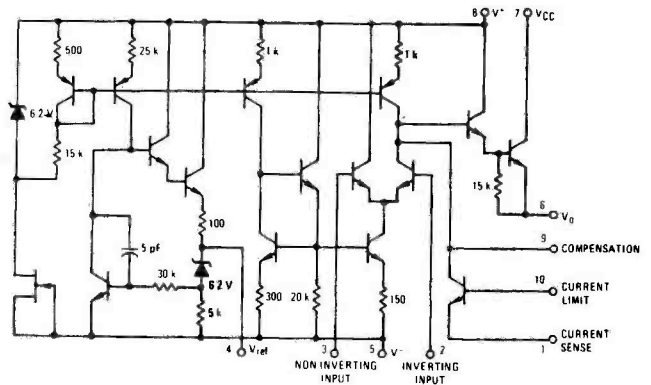 8 V+
7 VCC
500
25 k
1 k
1 k
6.2 V
15 k
15 k
6
VO
100
9 COMPENSATION
5 pf
30 k
6.2 V
10 CURRENT
LIMIT
300
20 k
150
5 k
1 CURRENT
SENSE
4 Vref
3
5 V-
2
NON INVERTING
INPUT
INVERTING
INPUT